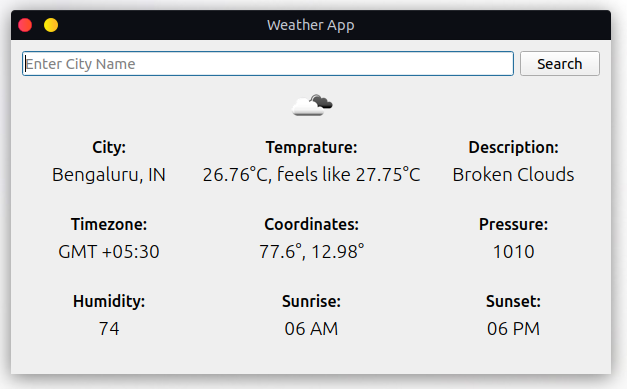 Weather App
Enter City Name
Search
City: Temprature: Description:
Bengaluru, IN 26.76°C, feels like 27.75°C Broken Clouds
Timezone: Coordinates: Pressure:
GMT +05:30 77.6°, 12.98° 1010
Humidity: Sunrise: Sunset:
74 06 AM 06 PM